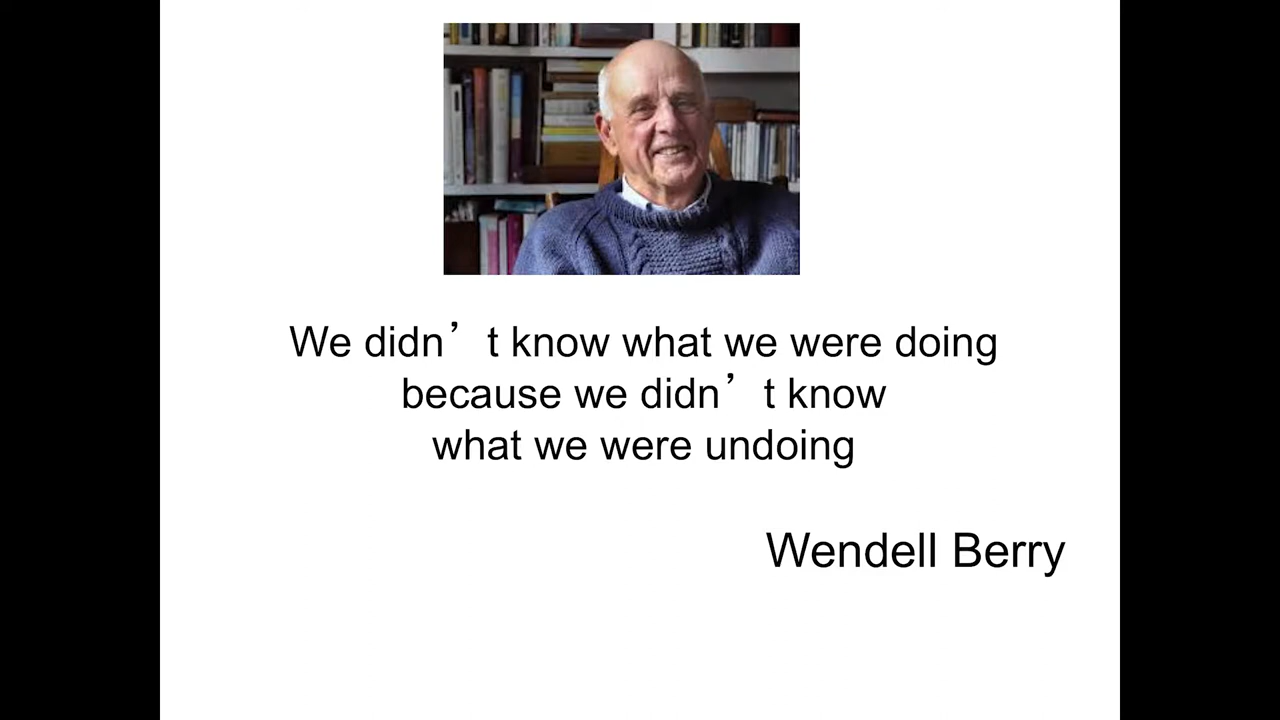 We didn’t know what we were doing
because we didn’t know
what we were undoing
Wendell Berry